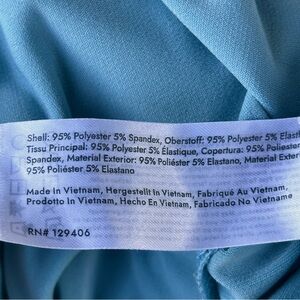 Shell: 95% Polyester 5% Spandex, Oberstoff: 95% Polyester 5% Elasth
Tissu Principal: 95% Polyester 5% Élastique, Copertura: 95% Poliester
Spandex, Material Exterior: 95% Poliéster 5% Elastano, Material Exter
95% Poliéster 5% Elastano
Made in Vietnam, Hergestellt in Vietnam, Fabriqué Au Vietnam,
Prodotto In Vietnam, Hecho En Vietnam, Fabricado No Vietname
RN# 129406